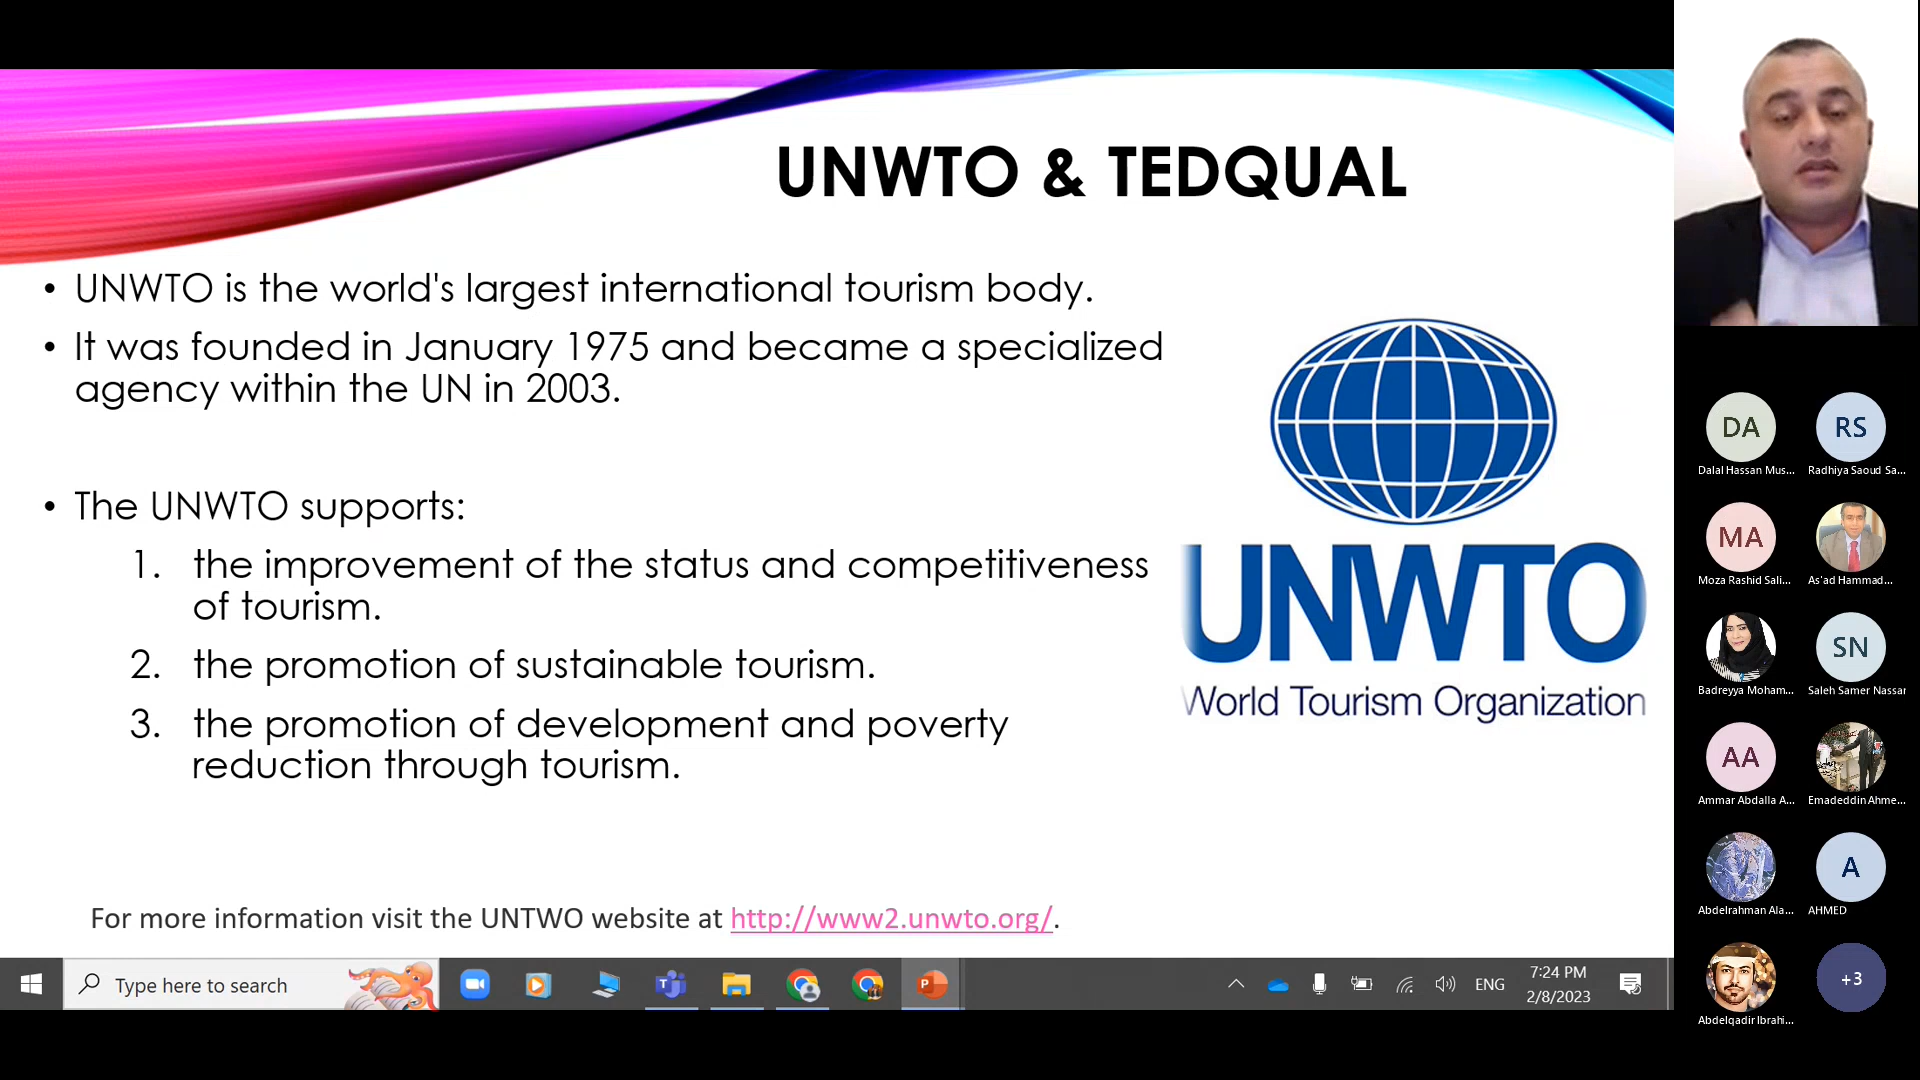 UNWTO & TEDQUAL
• UNWTO is the world's largest international tourism body.
• It was founded in January 1975 and became a specialized
agency within the UN in 2003.
• The UNWTO supports:
1. the improvement of the status and competitiveness
of tourism.
2. the promotion of sustainable tourism.
3. the promotion of development and poverty
reduction through tourism.
UNWTO
World Tourism Organization
For more information visit the UNTWO website at http://www2.unwto.org/.
Type here to search
ENG
7:24 PM
2/8/2023
DA
Dalal Hassan Mus...
RS
Radhiya Saoud Sa...
MA
Moza Rashid Sali...
As'ad Hammad...
Badreyya Moham...
SN
Saleh Samer Nassar
AA
Ammar Abdalla A...
Emadeddin Ahme...
Abdelrahman Ala...
A
AHMED
Abdelqadir Ibrahi...
+3